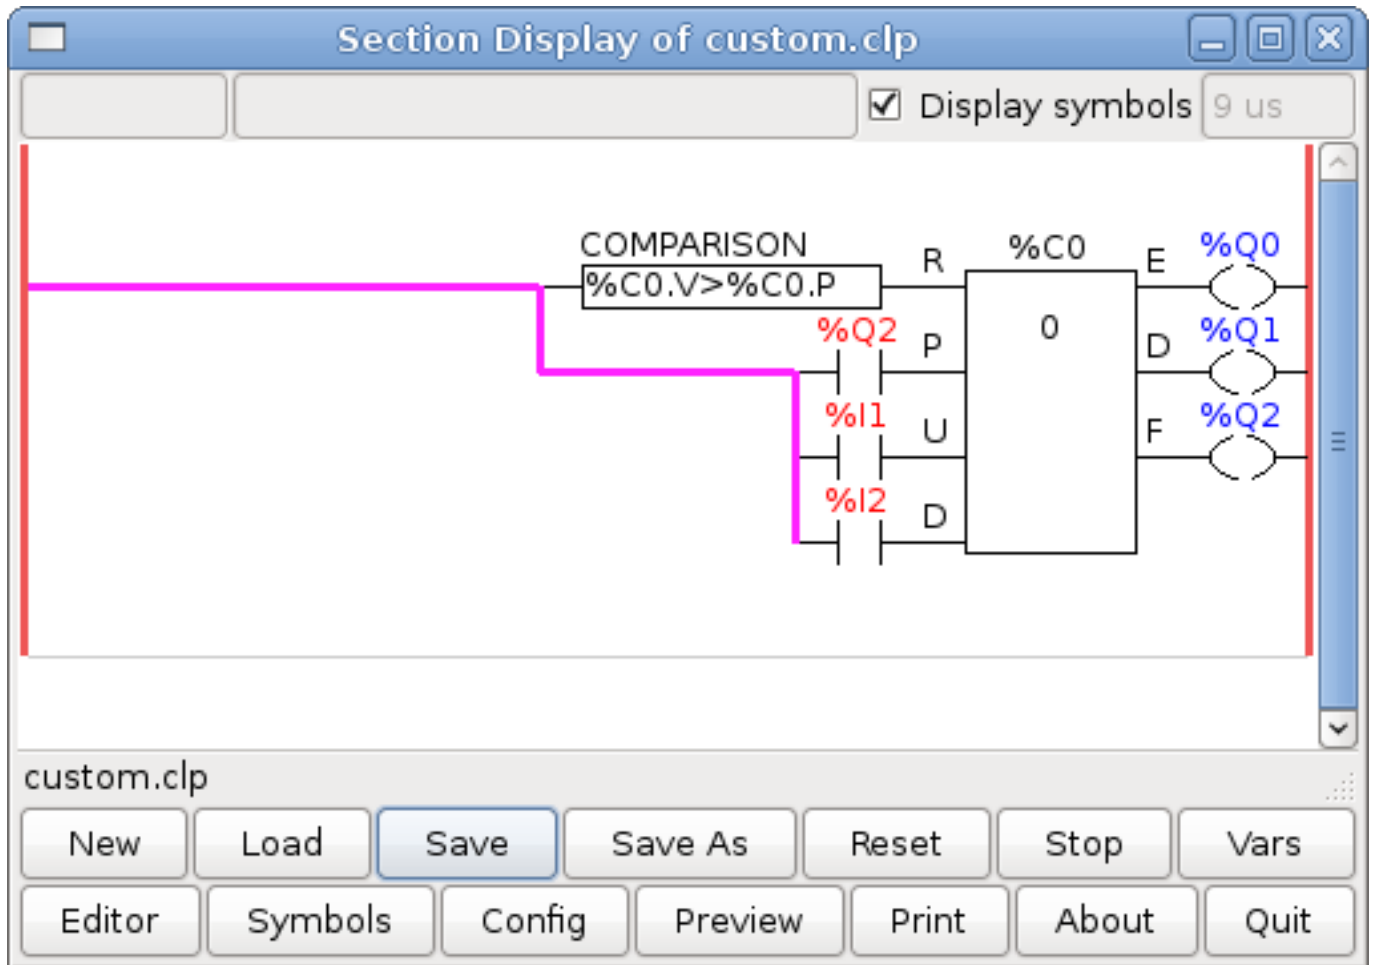 Section Display of custom.clp
Display symbols 9 us
COMPARISON R %C0 E %Q0
%C0.V>%C0.P
%Q2 P 0 D %Q1
%I1 U F %Q2
%I2 D
custom.clp
New Load Save Save As Reset Stop Vars
Editor Symbols Config Preview Print About Quit